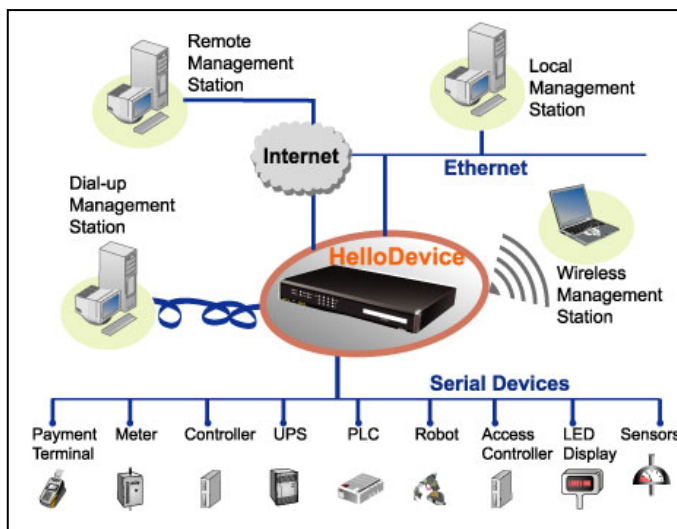 Remote
Management
Station
Local
Management
Station
Internet
Ethernet
Dial-up
Management
Station
HelloDevice
Wireless
Management
Station
Serial Devices
Payment
Terminal
Meter
Controller
UPS
PLC
Robot
Access
Controller
LED
Display
Sensors